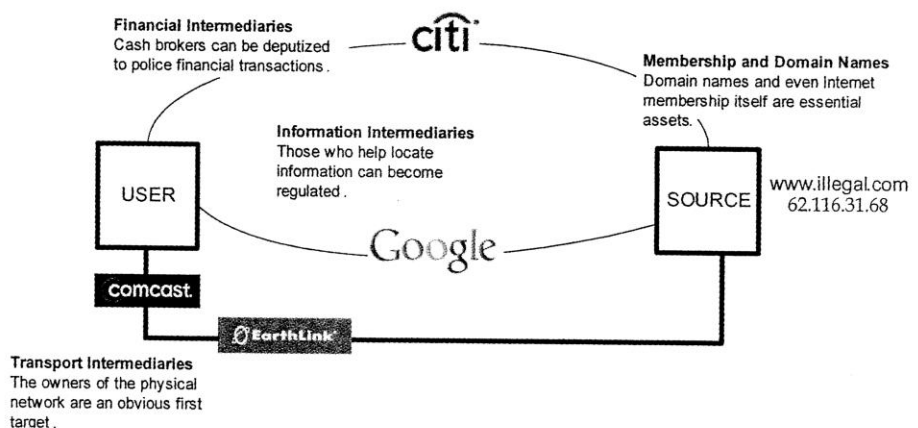 Financial Intermediaries
Cash brokers can be deputized
to police financial transactions .
citi
Membership and Domain Names
Domain names and even Internet
membership itself are essential
assets.
Information Intermediaries
Those who help locate
information can become
regulated .
USER
SOURCE
www.illegal.com
62.116.31.68
Google
comcast.
EarthLink
Transport Intermediaries
The owners of the physical
network are an obvious first
target .